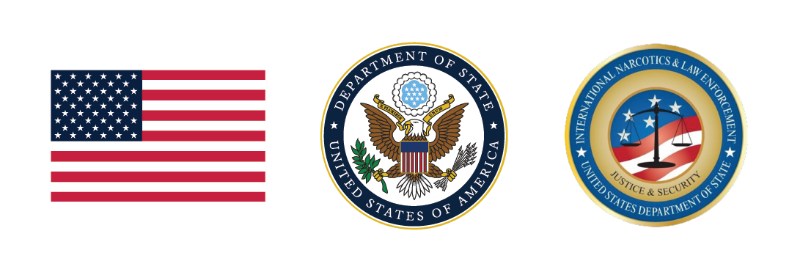 DEPARTMENT OF STATE
UNITED STATES OF AMERICA
INTERNATIONAL NARCOTICS & LAW ENFORCEMENT
JUSTICE & SECURITY
UNITED STATES DEPARTMENT OF STATE